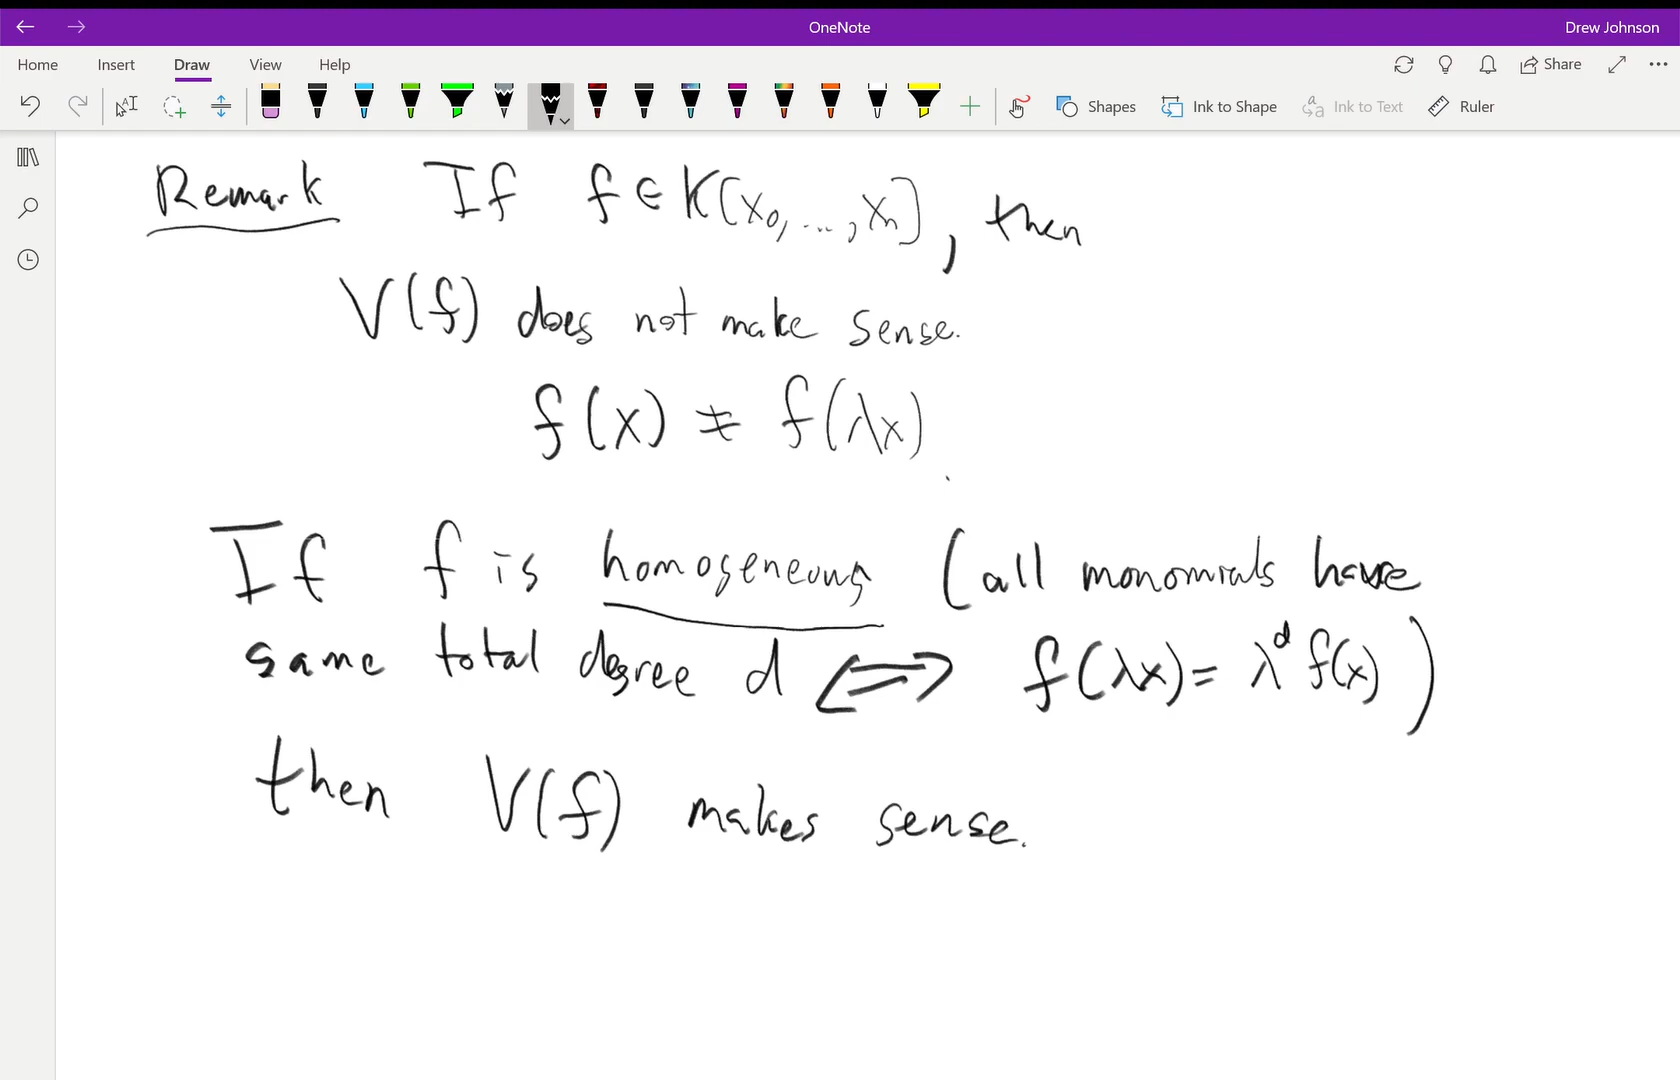 OneNote
Drew Johnson
Home Insert Draw View Help
Share
Shapes Ink to Shape Ink to Text Ruler
Remark If f ∈ K[x₀, ..., xₙ], then
V(f) does not make sense.
f(x) ≠ f(λx)
If f is homogeneous (all monomials have
same total degree d ⟺ f(λx) = λᵈ f(x))
then V(f) makes sense.